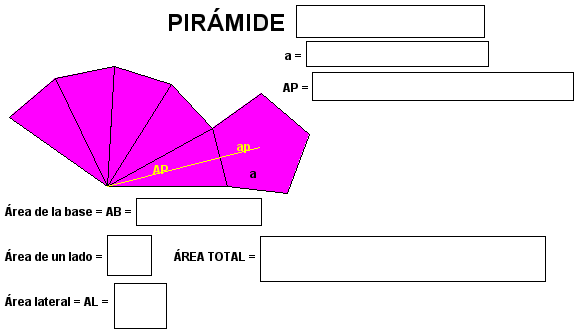 PIRÁMIDE
a =
AP =
ap
AP
a
Área de la base = AB =
Área de un lado =
ÁREA TOTAL =
Área lateral = AL =